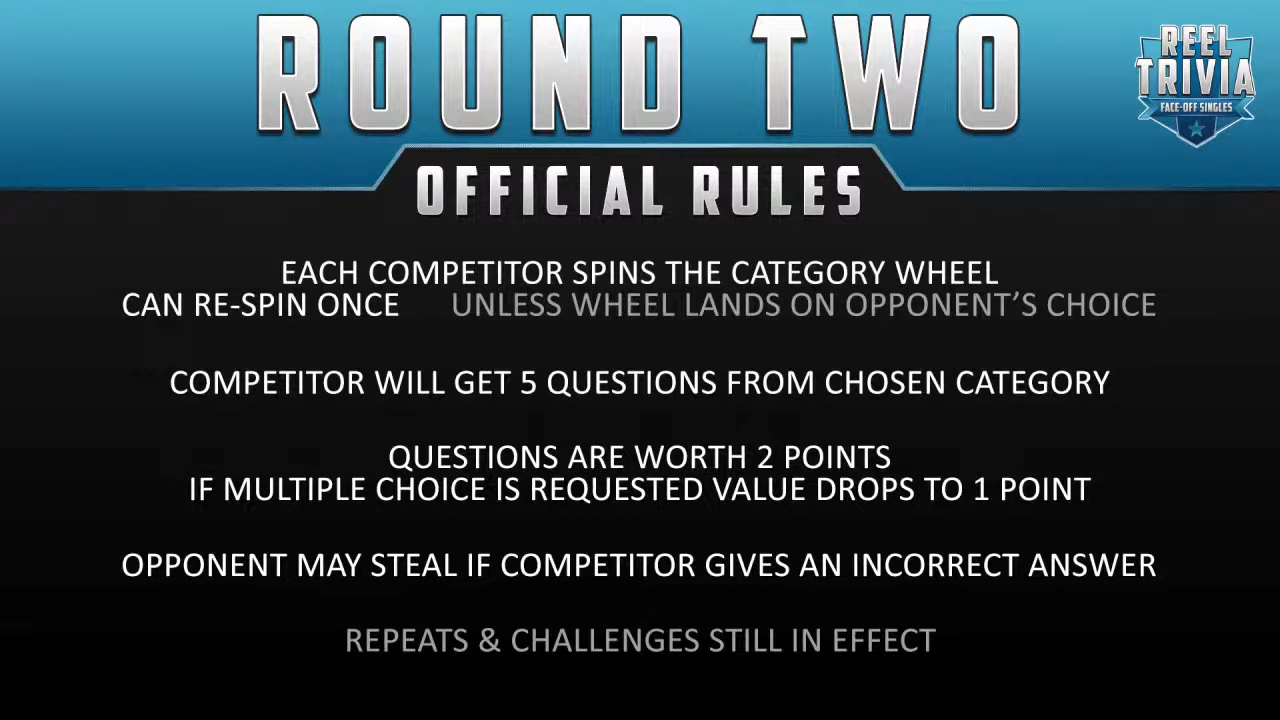 ROUND TWO
REEL
TRIVIA
FACE-OFF SINGLES
OFFICIAL RULES
EACH COMPETITOR SPINS THE CATEGORY WHEEL
CAN RE-SPIN ONCE UNLESS WHEEL LANDS ON OPPONENT’S CHOICE
COMPETITOR WILL GET 5 QUESTIONS FROM CHOSEN CATEGORY
QUESTIONS ARE WORTH 2 POINTS
IF MULTIPLE CHOICE IS REQUESTED VALUE DROPS TO 1 POINT
OPPONENT MAY STEAL IF COMPETITOR GIVES AN INCORRECT ANSWER
REPEATS & CHALLENGES STILL IN EFFECT